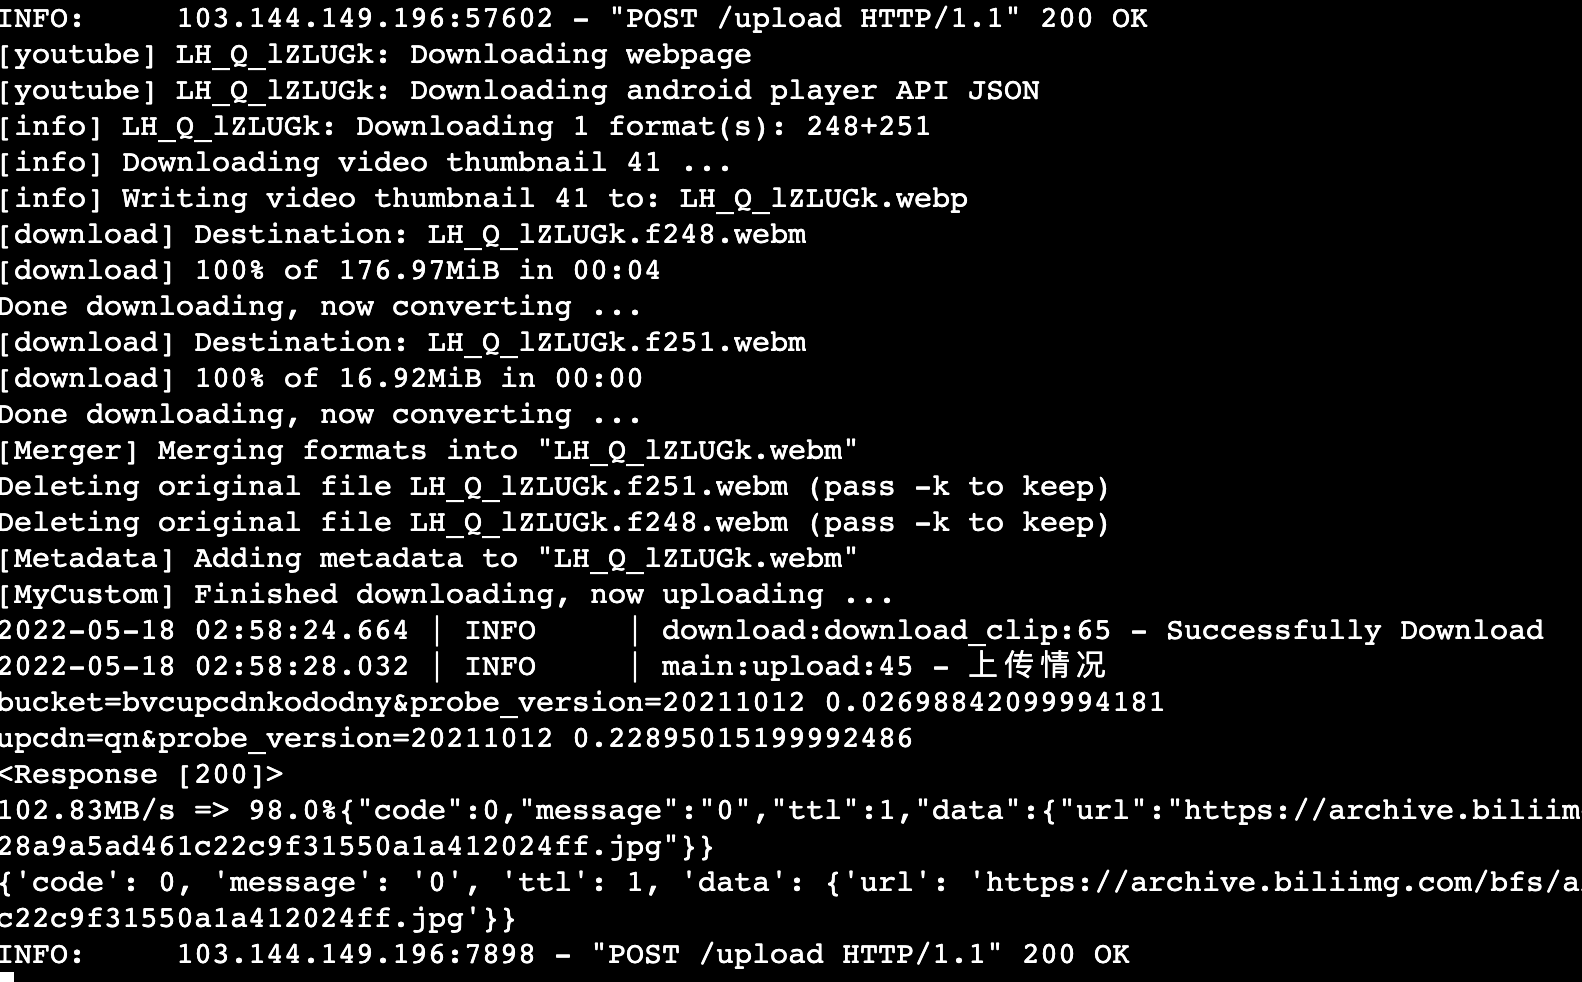 INFO:     103.144.149.196:57602 - "POST /upload HTTP/1.1" 200 OK
[youtube] LH_Q_lZLUGk: Downloading webpage
[youtube] LH_Q_lZLUGk: Downloading android player API JSON
[info] LH_Q_lZLUGk: Downloading 1 format(s): 248+251
[info] Downloading video thumbnail 41 ...
[info] Writing video thumbnail 41 to: LH_Q_lZLUGk.webp
[download] Destination: LH_Q_lZLUGk.f248.webm
[download] 100% of 176.97MiB in 00:04
Done downloading, now converting ...
[download] Destination: LH_Q_lZLUGk.f251.webm
[download] 100% of 16.92MiB in 00:00
Done downloading, now converting ...
[Merger] Merging formats into "LH_Q_lZLUGk.webm"
Deleting original file LH_Q_lZLUGk.f251.webm (pass -k to keep)
Deleting original file LH_Q_lZLUGk.f248.webm (pass -k to keep)
[Metadata] Adding metadata to "LH_Q_lZLUGk.webm"
[MyCustom] Finished downloading, now uploading ...
2022-05-18 02:58:24.664 | INFO     | download:download_clip:65 - Successfully Download
2022-05-18 02:58:28.032 | INFO     | main:upload:45 - 上传情况
bucket=bvcupcdnkododny&probe_version=20211012 0.02698842099994181
upcdn=qn&probe_version=20211012 0.22895015199992486
<Response [200]>
102.83MB/s => 98.0%{"code":0,"message":"0","ttl":1,"data":{"url":"https://archive.biliim
28a9a5ad461c22c9f31550a1a412024ff.jpg"}}
{'code': 0, 'message': '0', 'ttl': 1, 'data': {'url': 'https://archive.biliimg.com/bfs/a
c22c9f31550a1a412024ff.jpg'}}
INFO:     103.144.149.196:7898 - "POST /upload HTTP/1.1" 200 OK